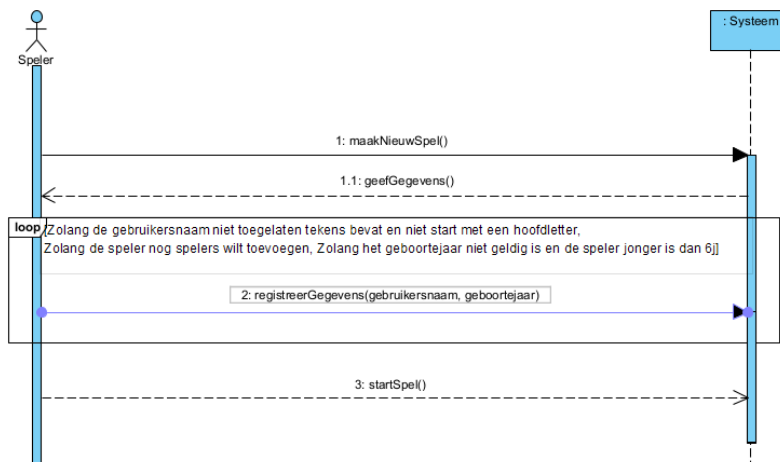 Speler
: Systeem
1: maakNieuwSpel()
1.1: geefGegevens()
loop
[Zolang de gebruikersnaam niet toegelaten tekens bevat en niet start met een hoofdletter,
Zolang de speler nog spelers wilt toevoegen, Zolang het geboortejaar niet geldig is en de speler jonger is dan 6j]
2: registreerGegevens(gebruikersnaam, geboortejaar)
3: startSpel()